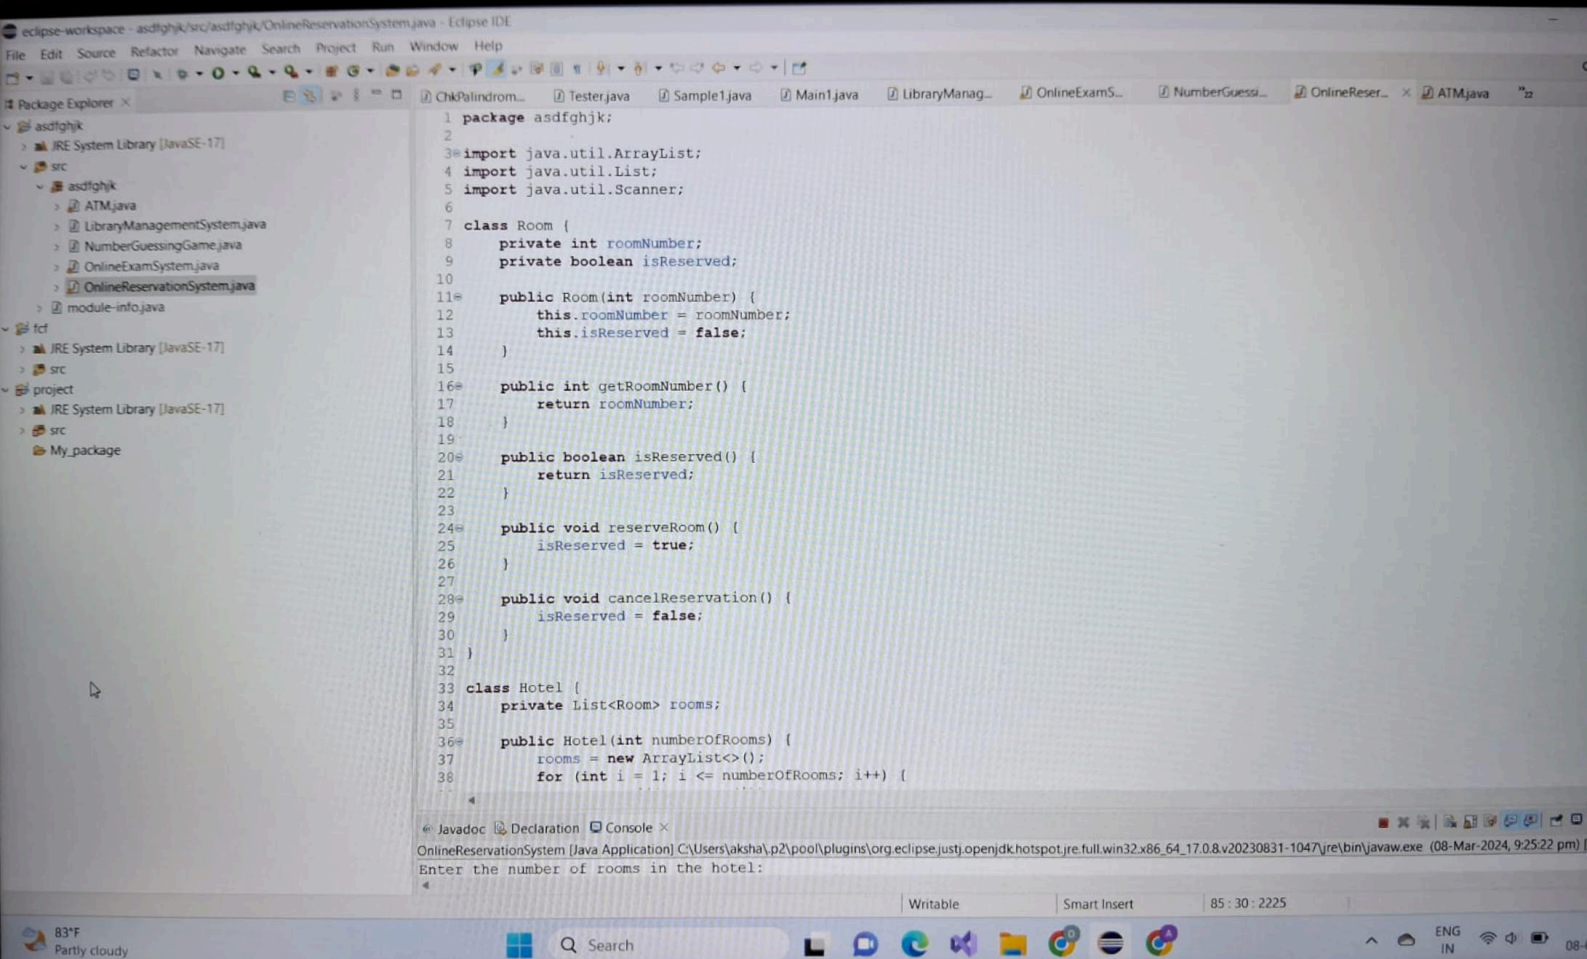 eclipse-workspace - asdfghjk/src/asdfghjk/OnlineReservationSystem.java - Eclipse IDE
File Edit Source Refactor Navigate Search Project Run Window Help
Package Explorer
asdfghjk
JRE System Library [JavaSE-17]
src
asdfghjk
ATM.java
LibraryManagementSystem.java
NumberGuessingGame.java
OnlineExamSystem.java
OnlineReservationSystem.java
module-info.java
fcf
JRE System Library [JavaSE-17]
src
project
JRE System Library [JavaSE-17]
src
My_package
ChkPalindrom... Tester.java Sample1.java Main1.java LibraryManag... OnlineExamS... NumberGuessi... OnlineReser... ATM.java "22
1 package asdfghjk;
2
3 import java.util.ArrayList;
4 import java.util.List;
5 import java.util.Scanner;
6
7 class Room {
8 private int roomNumber;
9 private boolean isReserved;
10
11 public Room(int roomNumber) {
12 this.roomNumber = roomNumber;
13 this.isReserved = false;
14 }
15
16 public int getRoomNumber() {
17 return roomNumber;
18 }
19
20 public boolean isReserved() {
21 return isReserved;
22 }
23
24 public void reserveRoom() {
25 isReserved = true;
26 }
27
28 public void cancelReservation() {
29 isReserved = false;
30 }
31 }
32
33 class Hotel {
34 private List<Room> rooms;
35
36 public Hotel(int numberOfRooms) {
37 rooms = new ArrayList<>();
38 for (int i = 1; i <= numberOfRooms; i++) {
Javadoc Declaration Console
OnlineReservationSystem [Java Application] C:\Users\aksha\.p2\pool\plugins\org.eclipse.justj.openjdk.hotspot.jre.full.win32.x86_64_17.0.8.v20230831-1047\jre\bin\javaw.exe (08-Mar-2024, 9:25:22 pm) [
Enter the number of rooms in the hotel:
Writable Smart Insert 85 : 30 : 2225
83°F
Partly cloudy
Search
ENG
IN
08-